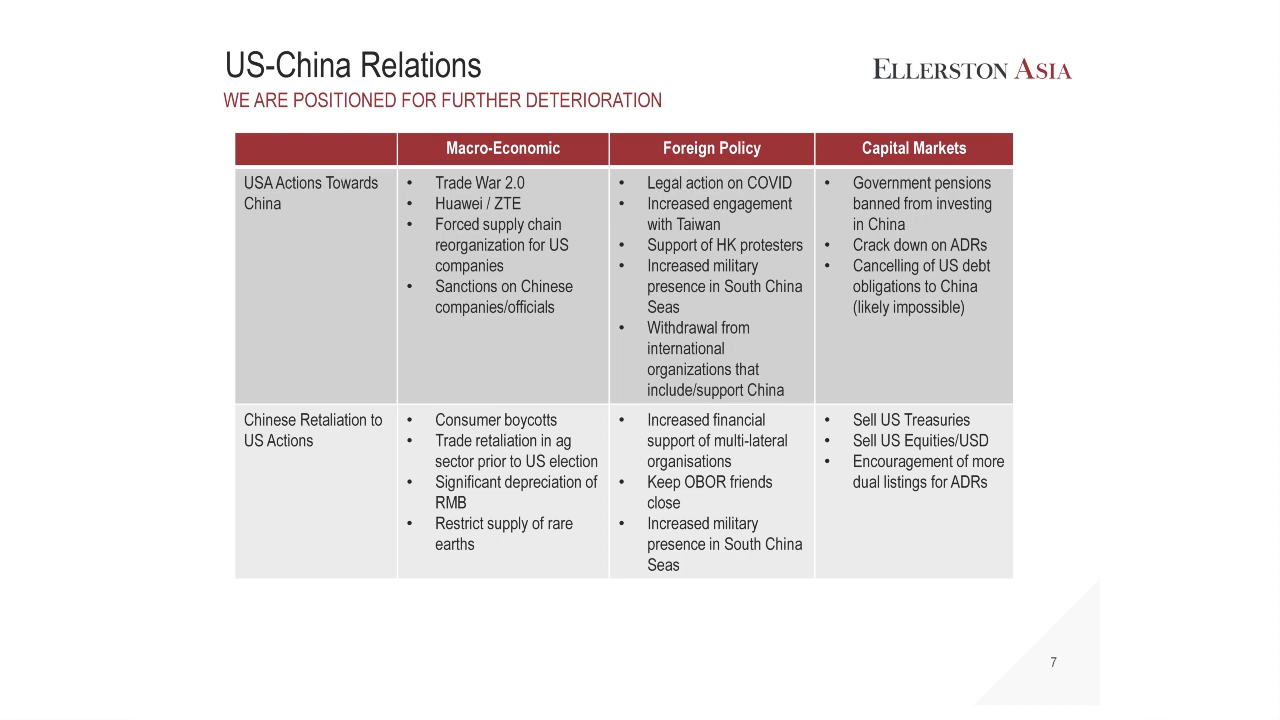 US-China Relations
ELLERSTON ASIA
WE ARE POSITIONED FOR FURTHER DETERIORATION
Macro-Economic
Foreign Policy
Capital Markets
USA Actions Towards
China
• Trade War 2.0
• Huawei / ZTE
• Forced supply chain
reorganization for US
companies
• Sanctions on Chinese
companies/officials
• Legal action on COVID
• Increased engagement
with Taiwan
• Support of HK protesters
• Increased military
presence in South China
Seas
• Withdrawal from
international
organizations that
include/support China
• Government pensions
banned from investing
in China
• Crack down on ADRs
• Cancelling of US debt
obligations to China
(likely impossible)
Chinese Retaliation to
US Actions
• Consumer boycotts
• Trade retaliation in ag
sector prior to US election
• Significant depreciation of
RMB
• Restrict supply of rare
earths
• Increased financial
support of multi-lateral
organisations
• Keep OBOR friends
close
• Increased military
presence in South China
Seas
• Sell US Treasuries
• Sell US Equities/USD
• Encouragement of more
dual listings for ADRs
7